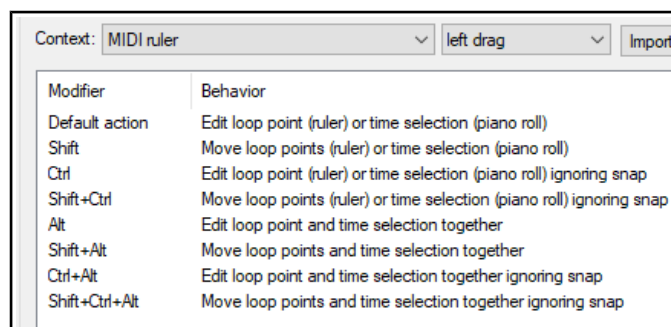 Context: MIDI ruler left drag Import
Modifier Behavior
Default action Edit loop point (ruler) or time selection (piano roll)
Shift Move loop points (ruler) or time selection (piano roll)
Ctrl Edit loop point (ruler) or time selection (piano roll) ignoring snap
Shift+Ctrl Move loop points (ruler) or time selection (piano roll) ignoring snap
Alt Edit loop point and time selection together
Shift+Alt Move loop points and time selection together
Ctrl+Alt Edit loop point and time selection together ignoring snap
Shift+Ctrl+Alt Move loop points and time selection together ignoring snap